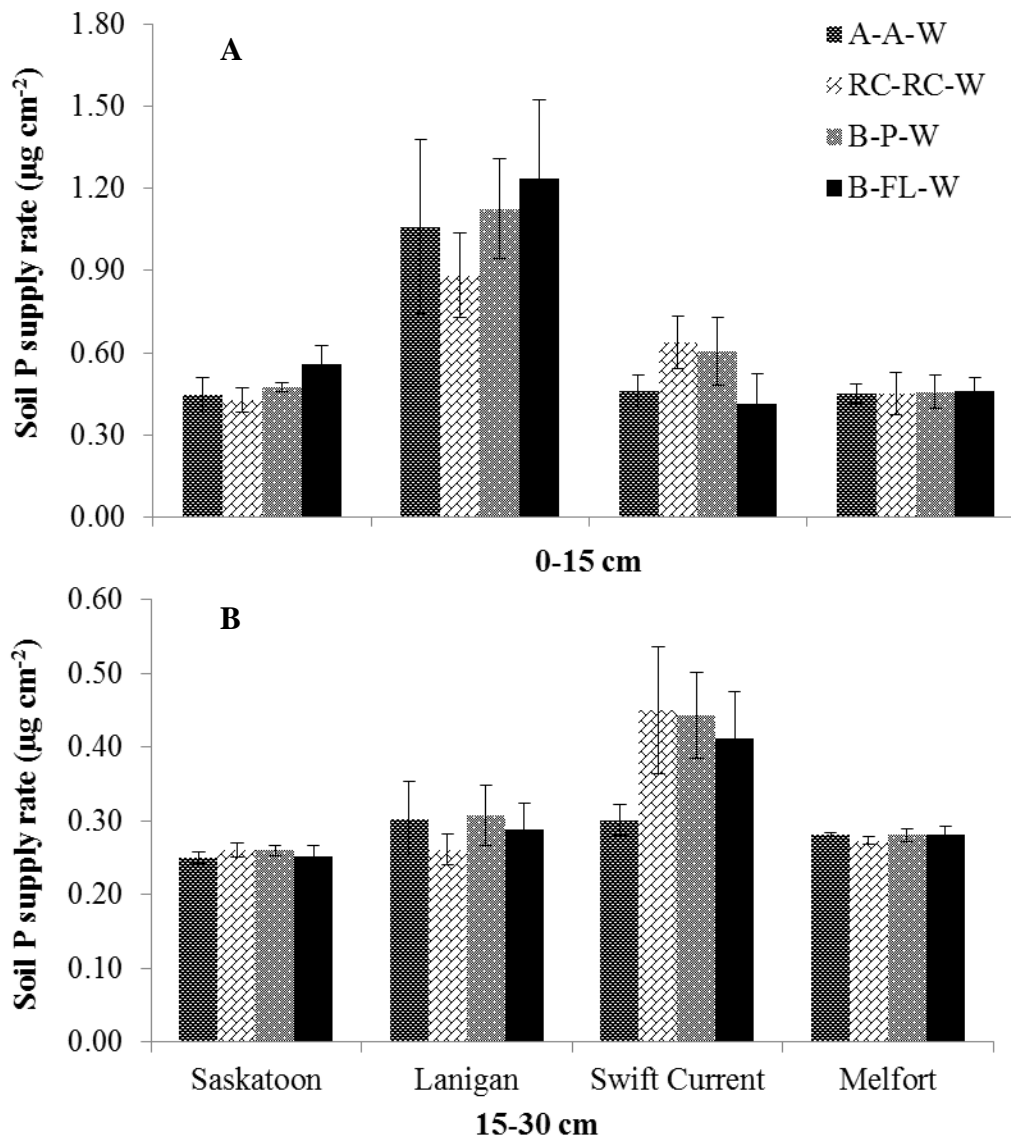 1.80
A
A-A-W
RC-RC-W
B-P-W
B-FL-W
1.50
1.20
0.90
0.60
0.30
0.00
Soil P supply rate (µg cm⁻²)
0-15 cm
0.60
B
0.50
0.40
0.30
0.20
0.10
0.00
Soil P supply rate (µg cm⁻²)
Saskatoon Lanigan Swift Current Melfort
15-30 cm